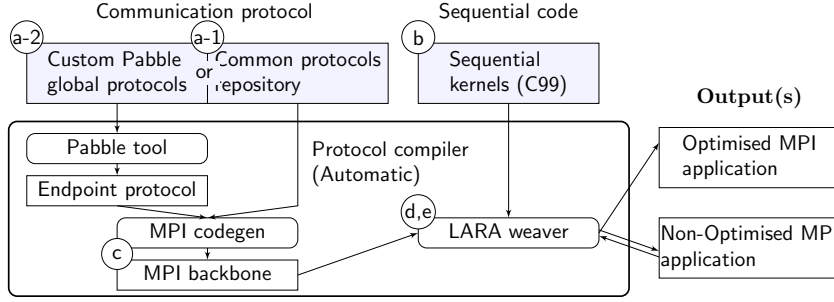 Communication protocol
Sequential code
a-2
a-1
b
Custom Pabble
global protocols
or
Common protocols
repository
Sequential
kernels (C99)
Output(s)
Pabble tool
Protocol compiler
(Automatic)
Optimised MPI
application
Endpoint protocol
d,e
MPI codegen
LARA weaver
Non-Optimised MP
application
c
MPI backbone